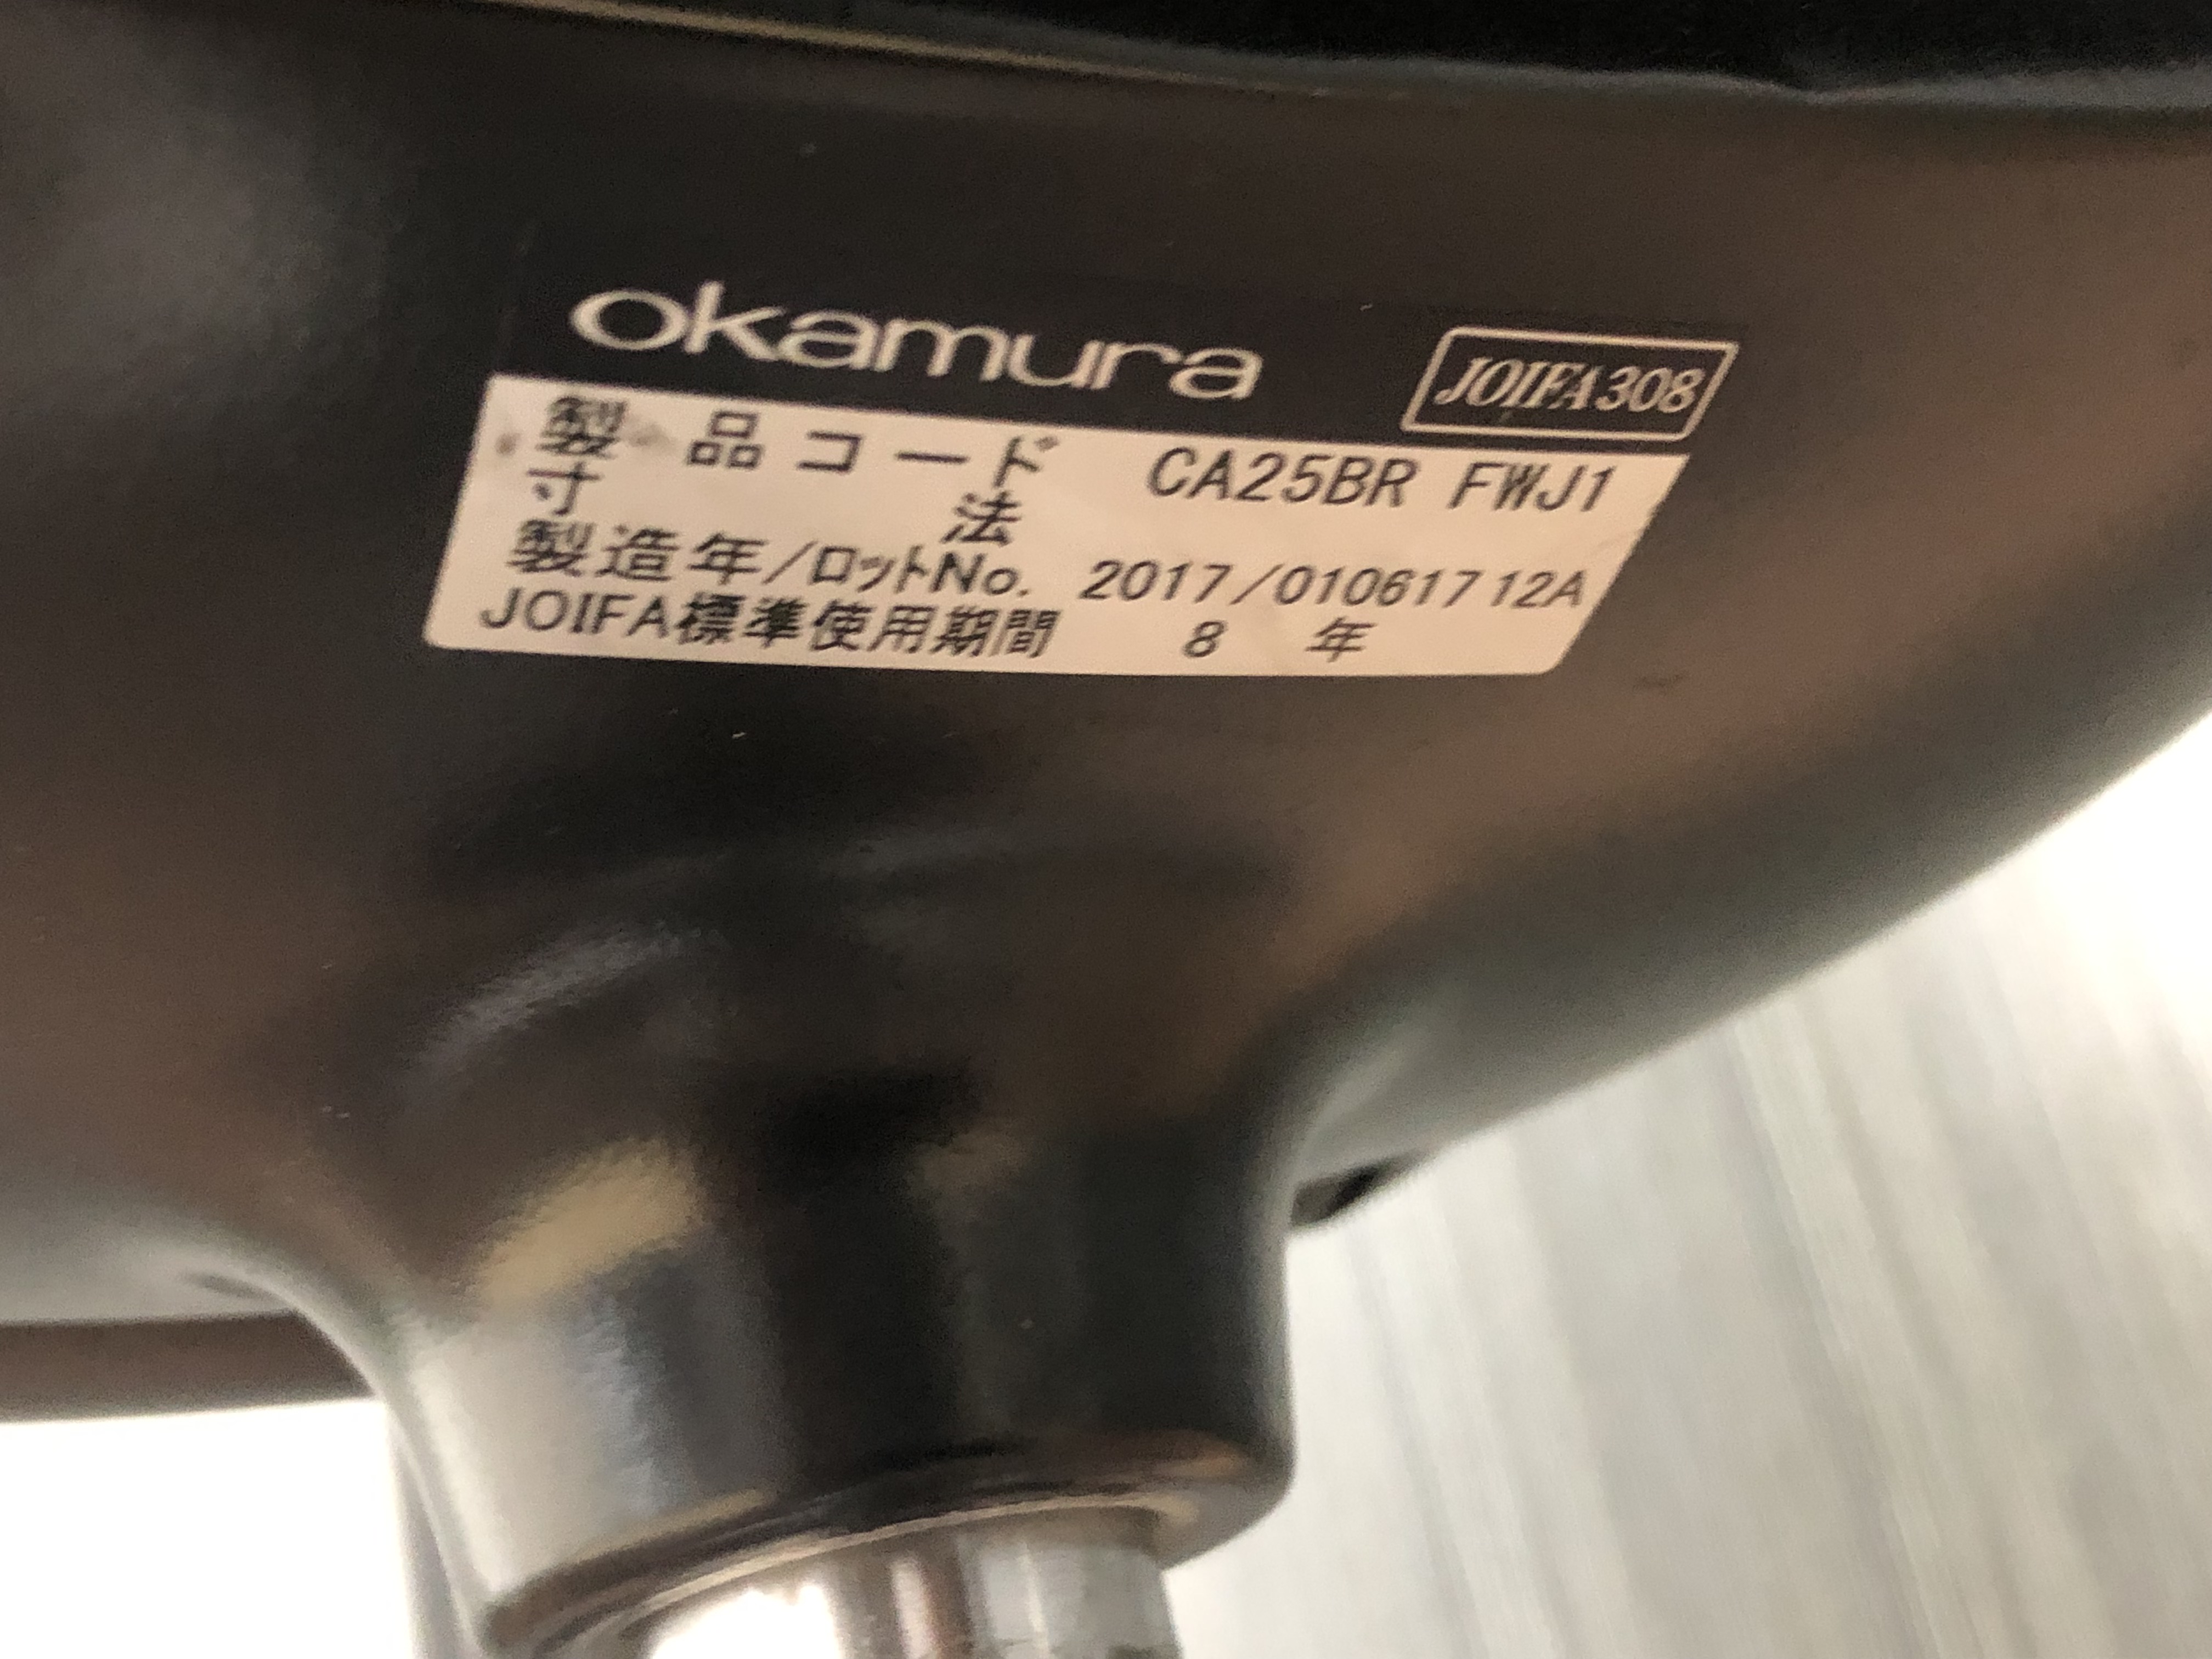 okamura JOIFA308
製品コード CA25BR FWJ1
寸法
製造年/ロットNo. 2017/01061712A
JOIFA標準使用期間 8 年